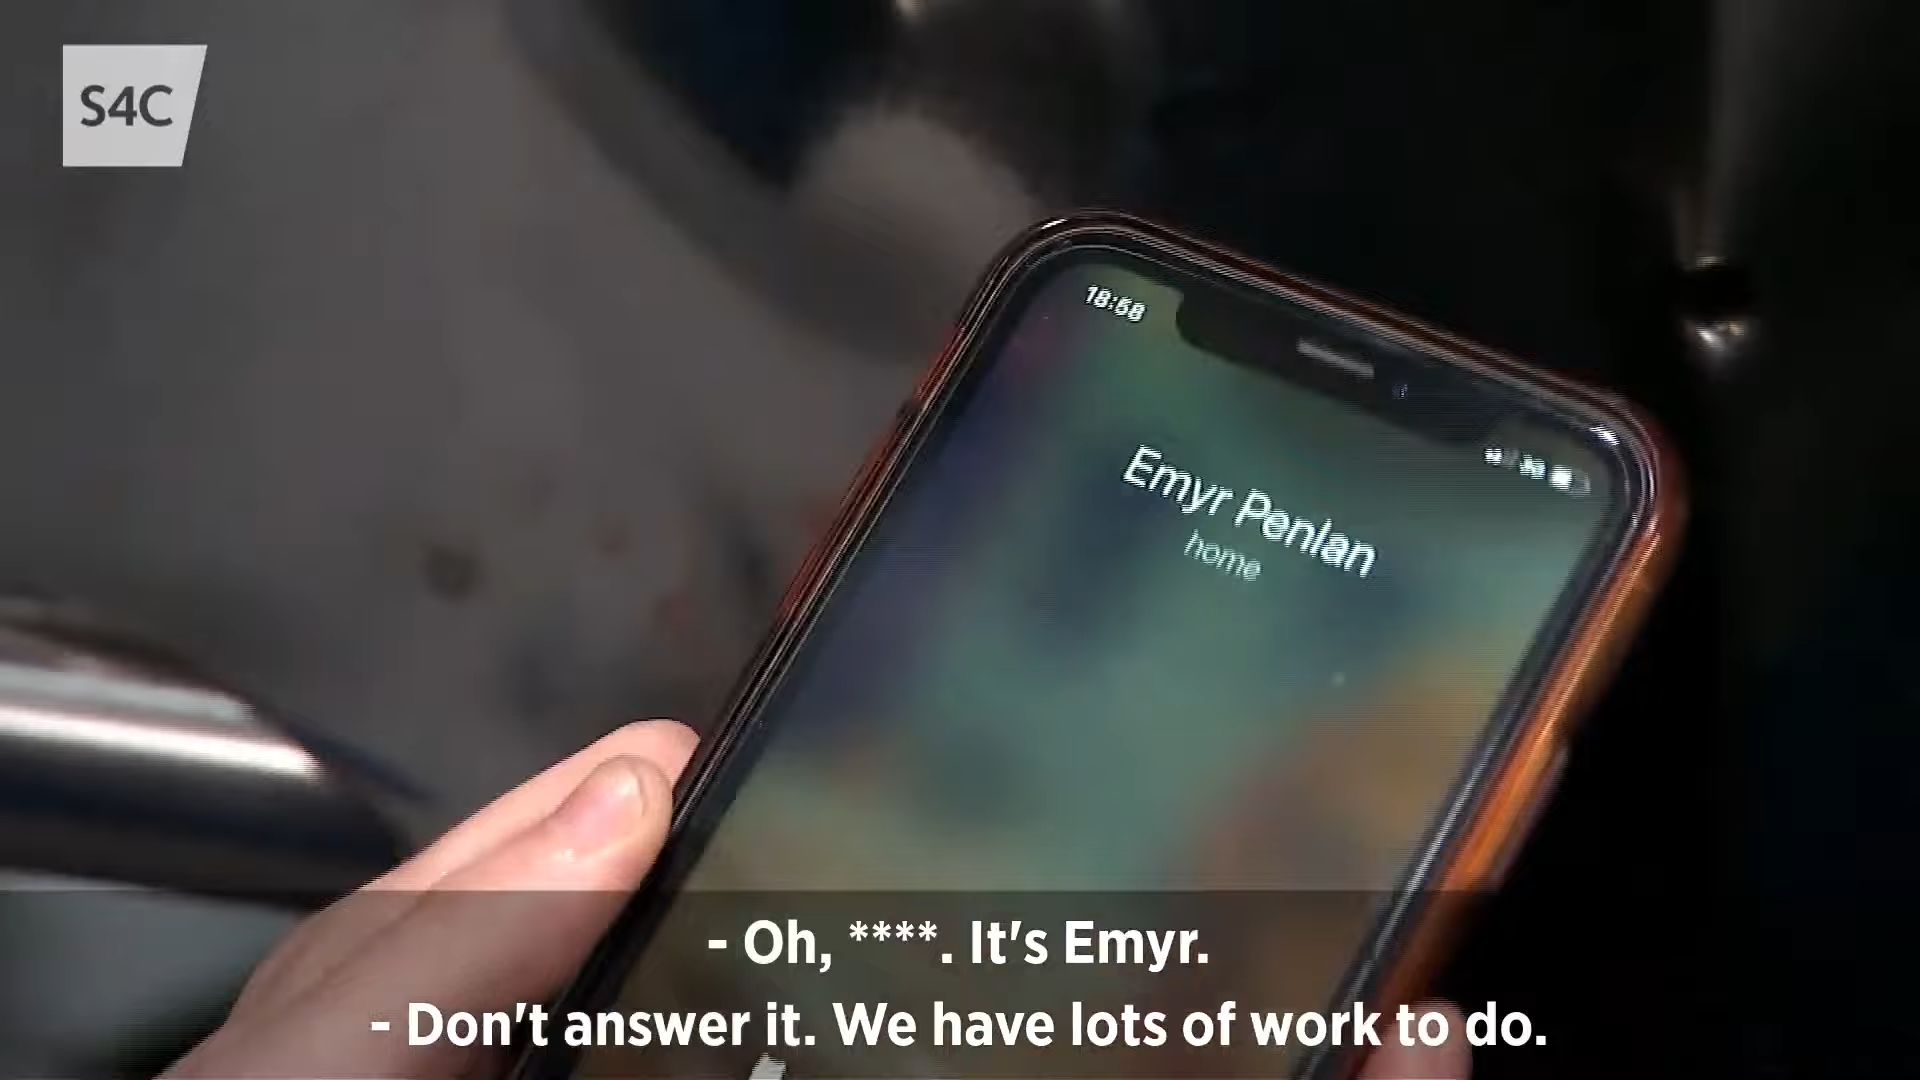 S4C
18:58
Emyr Penlan
home
- Oh, ****. It's Emyr.
- Don't answer it. We have lots of work to do.